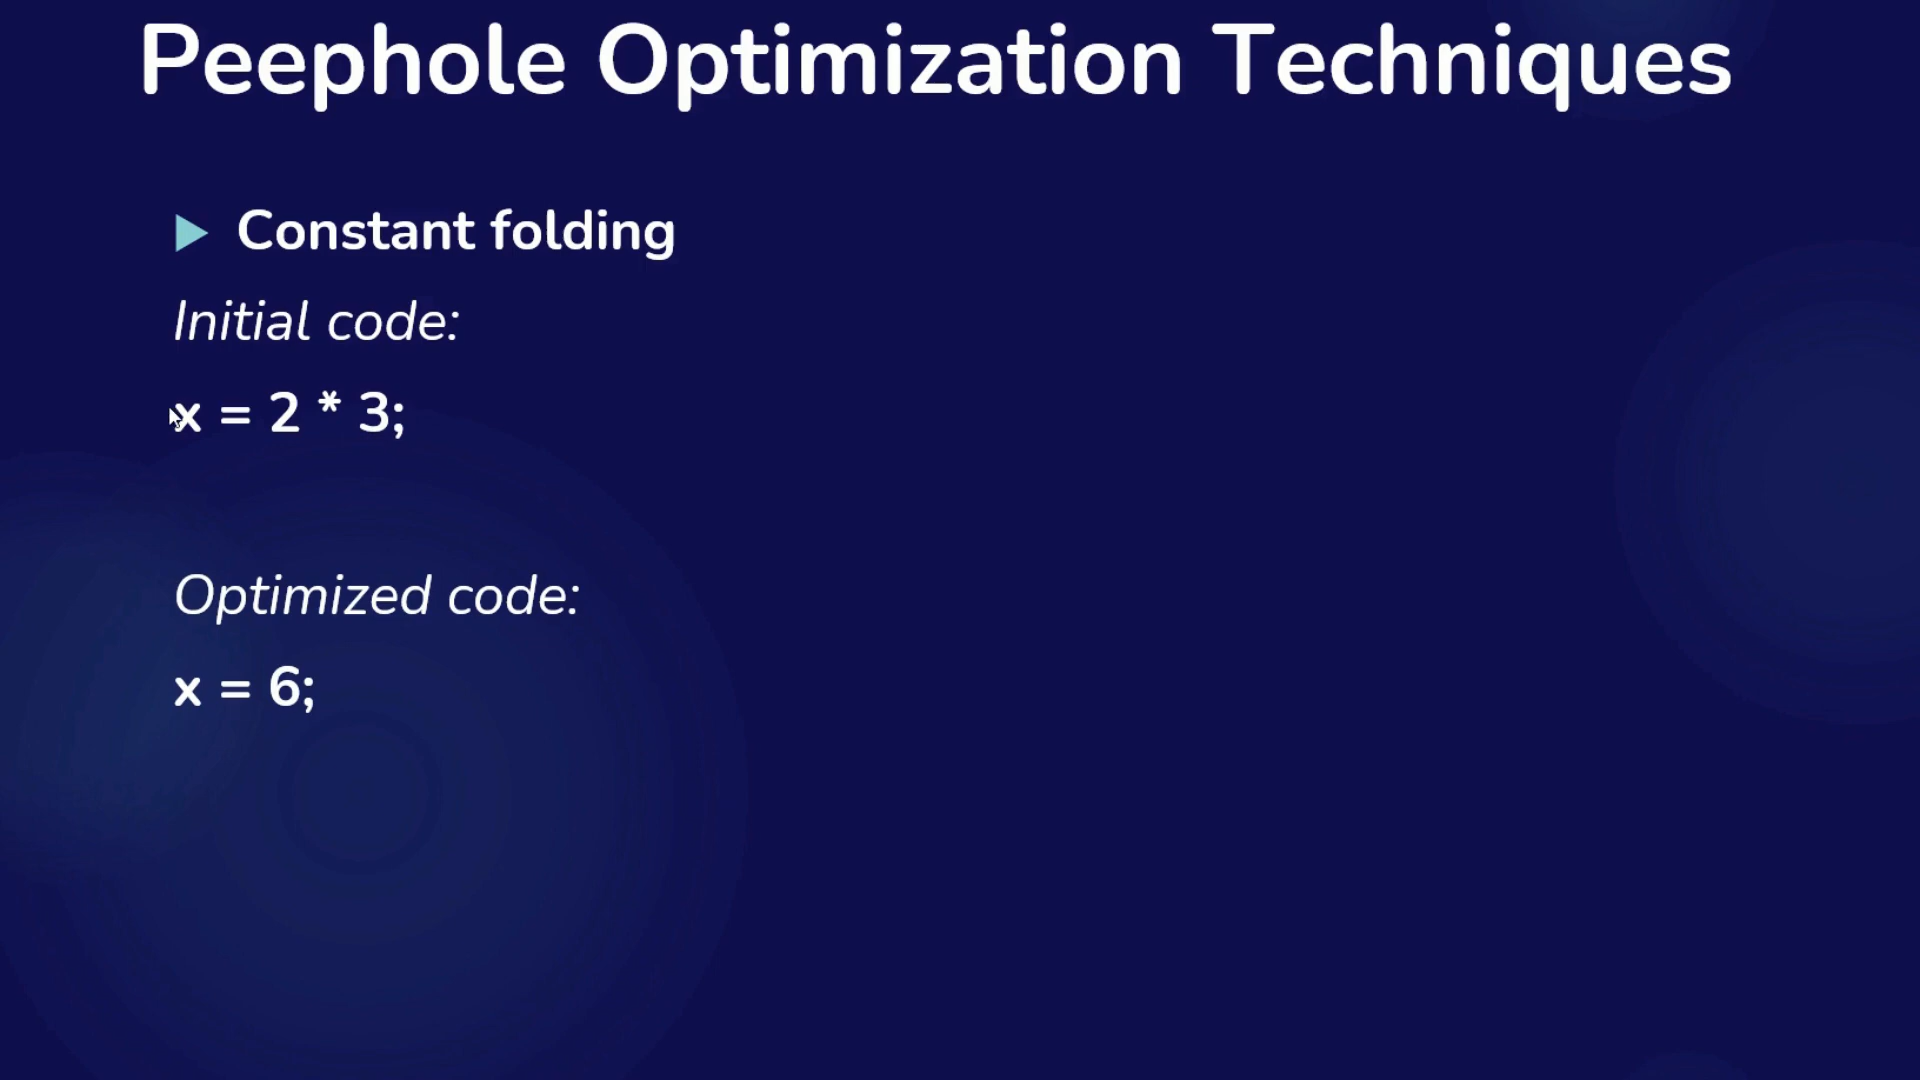 Peephole Optimization Techniques
Constant folding
Initial code:
x = 2 * 3;
Optimized code:
x = 6;